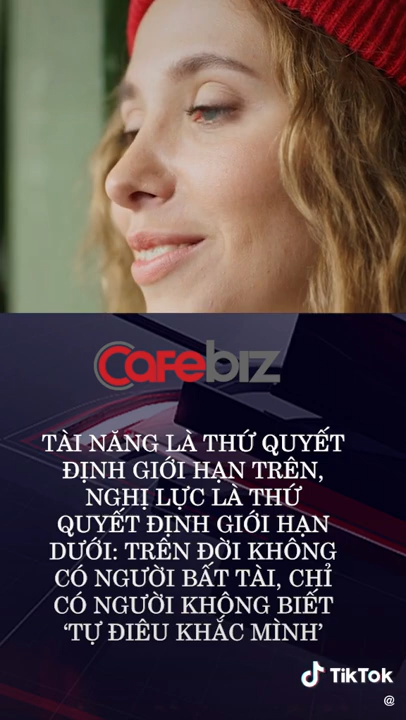 Cafebiz
TÀI NĂNG LÀ THỨ QUYẾT
ĐỊNH GIỚI HẠN TRÊN,
NGHỊ LỰC LÀ THỨ
QUYẾT ĐỊNH GIỚI HẠN
DƯỚI: TRÊN ĐỜI KHÔNG
CÓ NGƯỜI BẤT TÀI, CHỈ
CÓ NGƯỜI KHÔNG BIẾT
‘TỰ ĐIÊU KHẮC MÌNH’
TikTok
@